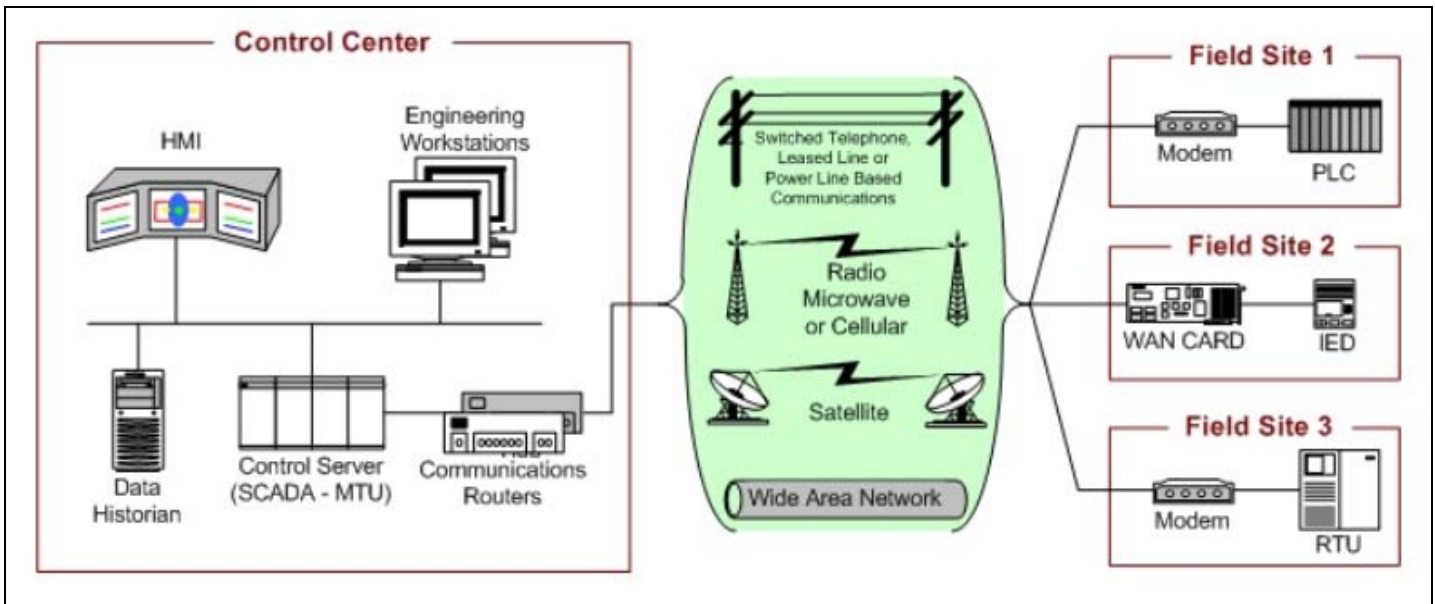 Control Center
HMI
Engineering
Workstations
Data
Historian
Control Server
(SCADA - MTU)
Communications
Routers
Switched Telephone,
Leased Line or
Power Line Based
Communications
Radio
Microwave
or Cellular
Satellite
Wide Area Network
Field Site 1
Modem
PLC
Field Site 2
WAN CARD
IED
Field Site 3
Modem
RTU